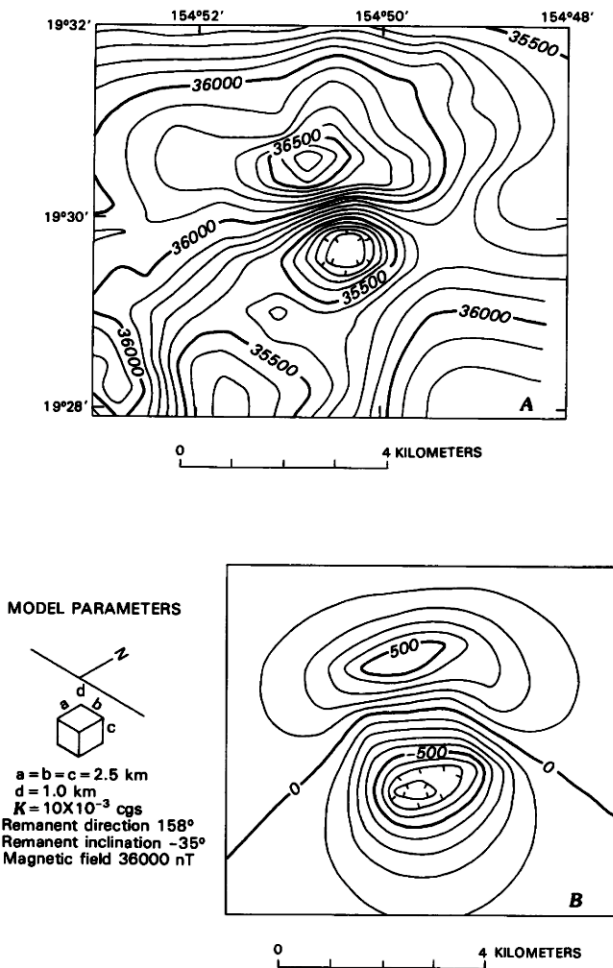 154°52' 154°50' 154°48'
19°32'
35500
36000
36500
19°30'
36000
35500
36000
36000
35500
19°28'
A
0 4 KILOMETERS
MODEL PARAMETERS
N
d
a b
c
a = b = c = 2.5 km
d = 1.0 km
K = 10X10⁻³ cgs
Remanent direction 158°
Remanent inclination -35°
Magnetic field 36000 nT
500
-500
0
0
B
0 4 KILOMETERS